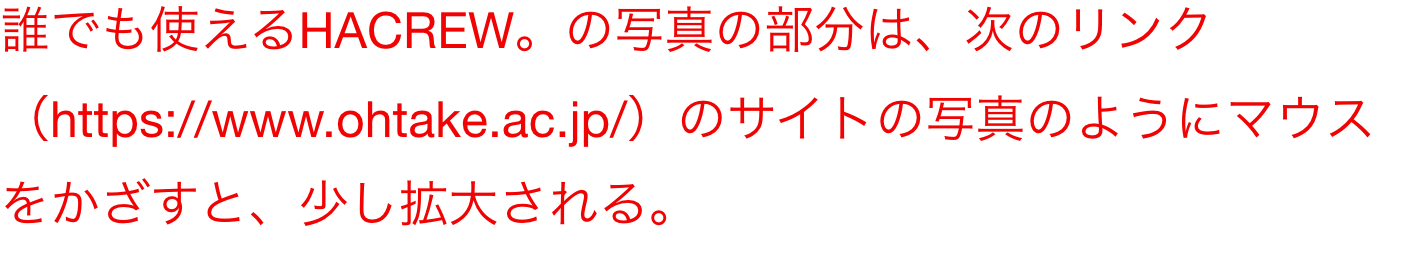 誰でも使えるHACREW。の写真の部分は、次のリンク
（https://www.ohtake.ac.jp/）のサイトの写真のようにマウス
をかざすと、少し拡大される。